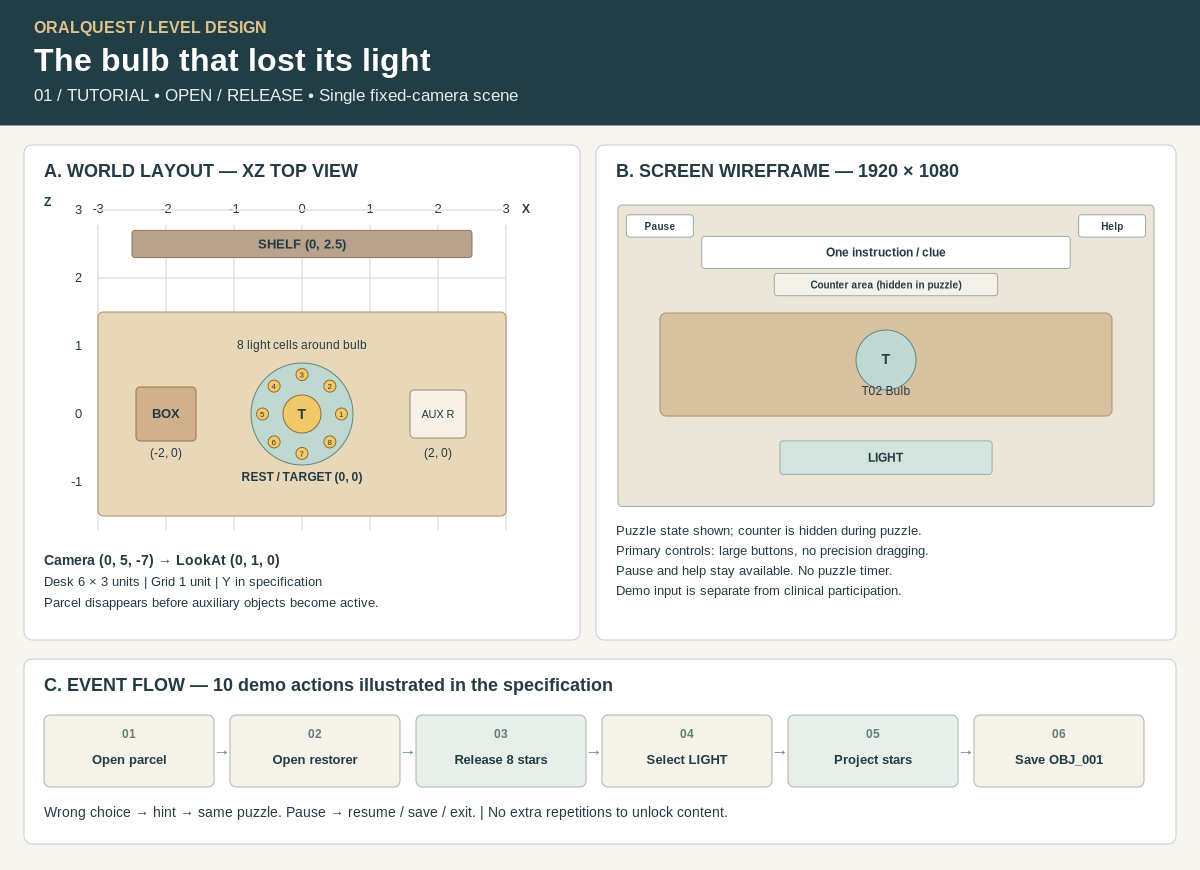 ORALQUEST / LEVEL DESIGN
The bulb that lost its light
01 / TUTORIAL • OPEN / RELEASE • Single fixed-camera scene
A. WORLD LAYOUT — XZ TOP VIEW
Z
3 -3 -2 -1 0 1 2 3 X
SHELF (0, 2.5)
2
1
8 light cells around bulb
3
4 2
0
BOX
5 T 1
AUX R
6 8
7
(-2, 0)
(2, 0)
REST / TARGET (0, 0)
-1
Camera (0, 5, -7) → LookAt (0, 1, 0)
Desk 6 × 3 units | Grid 1 unit | Y in specification
Parcel disappears before auxiliary objects become active.
B. SCREEN WIREFRAME — 1920 × 1080
Pause
Help
One instruction / clue
Counter area (hidden in puzzle)
T
T02 Bulb
LIGHT
Puzzle state shown; counter is hidden during puzzle.
Primary controls: large buttons, no precision dragging.
Pause and help stay available. No puzzle timer.
Demo input is separate from clinical participation.
C. EVENT FLOW — 10 demo actions illustrated in the specification
01
Open parcel
→
02
Open restorer
→
03
Release 8 stars
→
04
Select LIGHT
→
05
Project stars
→
06
Save OBJ_001
Wrong choice → hint → same puzzle. Pause → resume / save / exit. | No extra repetitions to unlock content.